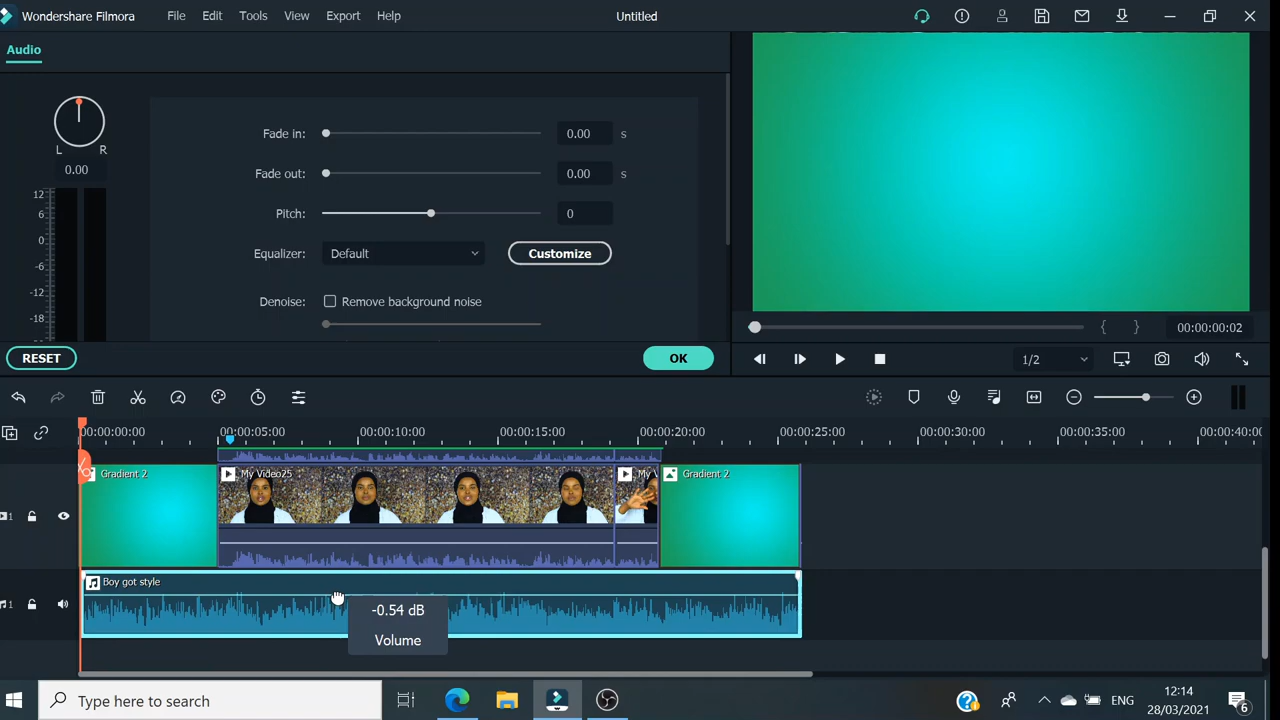 Wondershare Filmora File Edit Tools View Export Help Untitled
Audio
L R
0.00
12
6
0
-6
-12
-18
Fade in: 0.00 s
Fade out: 0.00 s
Pitch: 0
Equalizer: Default Customize
Denoise: Remove background noise
RESET OK
{ } 00:00:00:02
1/2
00:00:00:00 00:00:05:00 00:00:10:00 00:00:15:00 00:00:20:00 00:00:25:00 00:00:30:00 00:00:35:00 00:00:40:0
Gradient 2 My Video25 My V Gradient 2
1
Boy got style
1
-0.54 dB
Volume
Type here to search
ENG
12:14
28/03/2021
6